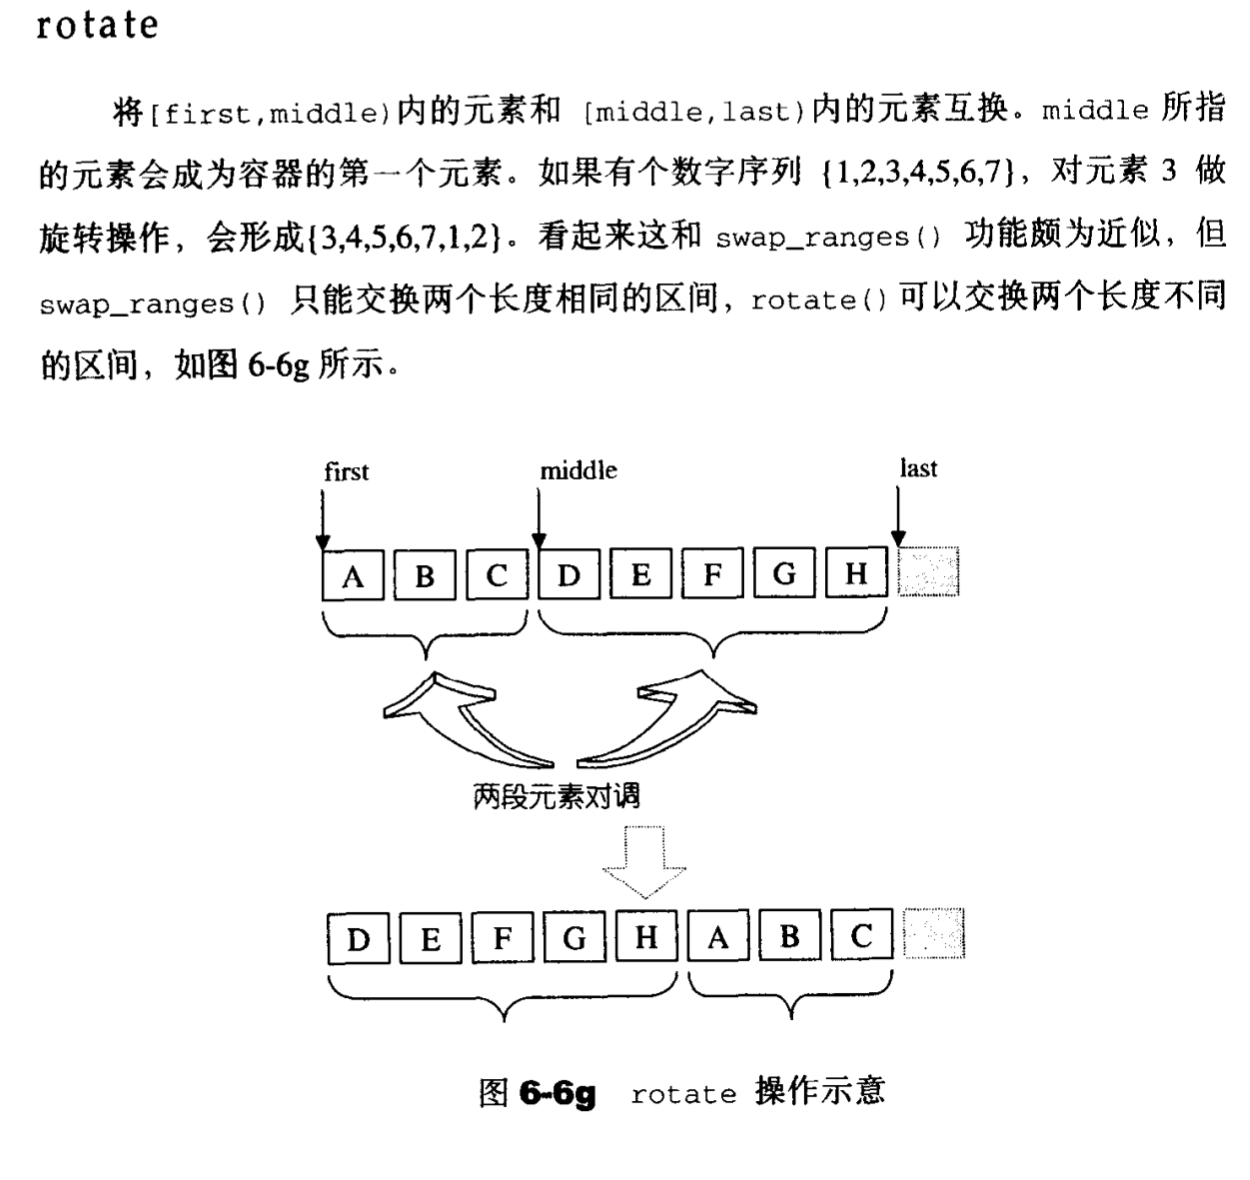 rotate
将[first,middle)内的元素和 [middle,last)内的元素互换。middle 所指
的元素会成为容器的第一个元素。如果有个数字序列 {1,2,3,4,5,6,7}，对元素 3 做
旋转操作，会形成{3,4,5,6,7,1,2}。看起来这和 swap_ranges() 功能颇为近似，但
swap_ranges() 只能交换两个长度相同的区间，rotate()可以交换两个长度不同
的区间，如图 6-6g 所示。
first middle last
A B C D E F G H
两段元素对调
D E F G H A B C
图 6-6g rotate 操作示意